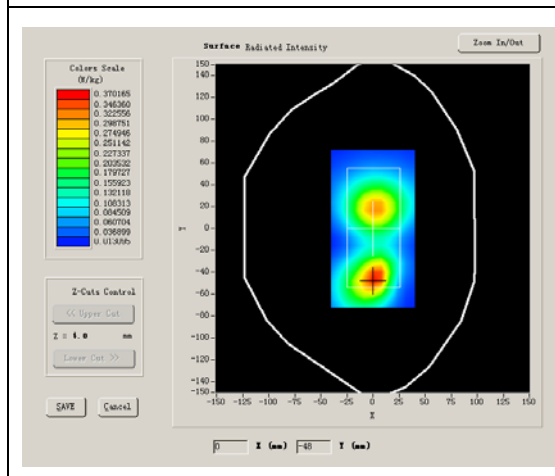 Surface Radiated Intensity
Zoom In/Out
Colors Scale
(W/kg)
0.370165
0.346360
0.322556
0.298751
0.274946
0.251142
0.227337
0.203532
0.179727
0.155923
0.132118
0.108313
0.084509
0.060704
0.036899
0.013095
150
140
120
100
80
60
40
20
0
-20
-40
-60
-80
-100
-120
-140
-150
Y
-150 -125 -100 -75 -50 -25 0 25 50 75 100 125 150
X
Z-Cuts Control
<< Upper Cut
Z = 4.0 mm
Lower Cut >>
SAVE
Cancel
0 X (mm) -48 Y (mm)